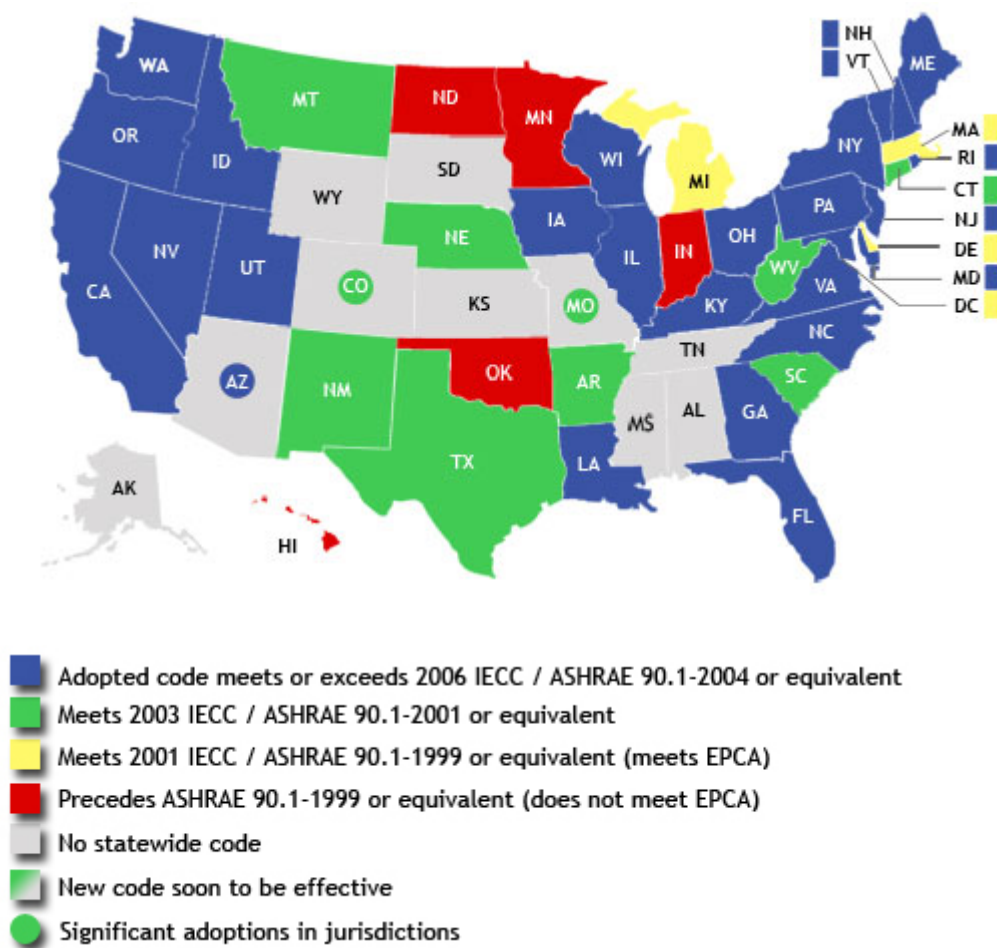 NH
VT
ME
WA
MT
ND
MN
MA
OR
NY
RI
ID
WI
SD
MI
CT
WY
PA
NJ
IA
NE
OH
DE
NV
IL
IN
UT
WV
MD
CA
CO
KS
MO
KY
VA
DC
NC
TN
AZ
OK
AR
SC
NM
MŠ
AL
GA
TX
LA
AK
FL
HI
Adopted code meets or exceeds 2006 IECC / ASHRAE 90.1-2004 or equivalent
Meets 2003 IECC / ASHRAE 90.1-2001 or equivalent
Meets 2001 IECC / ASHRAE 90.1-1999 or equivalent (meets EPCA)
Precedes ASHRAE 90.1-1999 or equivalent (does not meet EPCA)
No statewide code
New code soon to be effective
Significant adoptions in jurisdictions